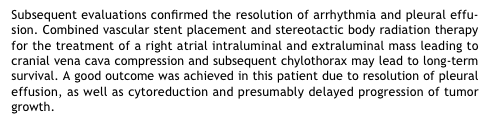 Subsequent evaluations confirmed the resolution of arrhythmia and pleural effu-
sion. Combined vascular stent placement and stereotactic body radiation therapy
for the treatment of a right atrial intraluminal and extraluminal mass leading to
cranial vena cava compression and subsequent chylothorax may lead to long-term
survival. A good outcome was achieved in this patient due to resolution of pleural
effusion, as well as cytoreduction and presumably delayed progression of tumor
growth.